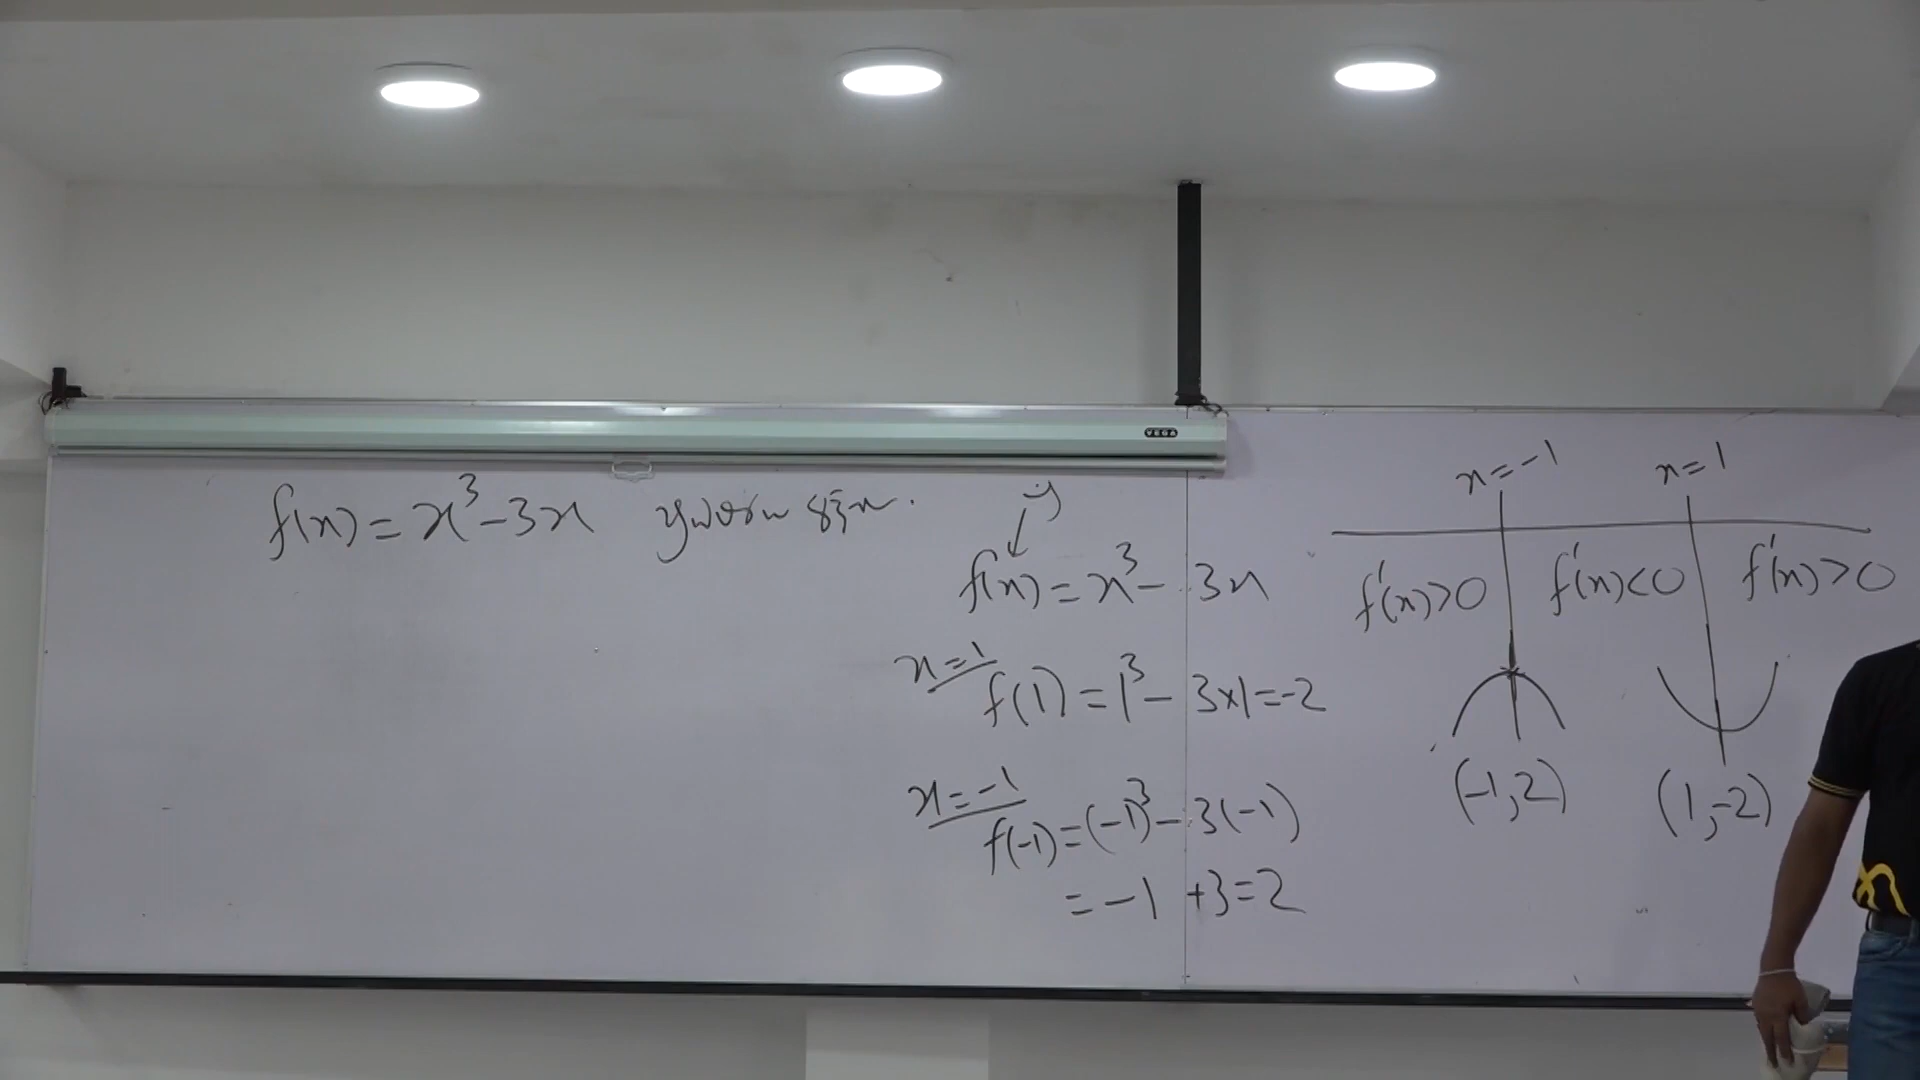 f(x) = x³ - 3x
y
f(x) = x³ - 3x
x = 1
f(1) = 1³ - 3×1 = -2
x = -1
f(-1) = (-1)³ - 3(-1)
= -1 + 3 = 2
x = -1 x = 1
f'(x) > 0 f'(x) < 0 f'(x) > 0
(-1, 2) (1, -2)
VEGA